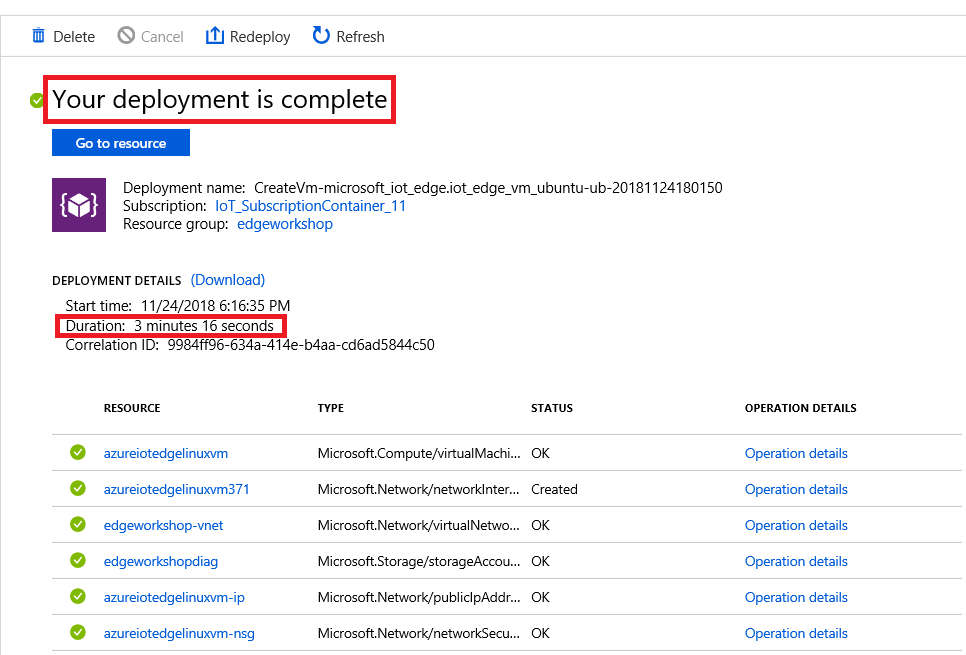 Delete Cancel Redeploy Refresh
Your deployment is complete
Go to resource
Deployment name: CreateVm-microsoft_iot_edge.iot_edge_vm_ubuntu-ub-20181124180150
Subscription: IoT_SubscriptionContainer_11
Resource group: edgeworkshop
DEPLOYMENT DETAILS (Download)
Start time: 11/24/2018 6:16:35 PM
Duration: 3 minutes 16 seconds
Correlation ID: 9984ff96-634a-414e-b4aa-cd6ad5844c50
RESOURCE TYPE STATUS OPERATION DETAILS
azureiotedgelinuxvm Microsoft.Compute/virtualMachi... OK Operation details
azureiotedgelinuxvm371 Microsoft.Network/networkInter... Created Operation details
edgeworkshop-vnet Microsoft.Network/virtualNetwo... OK Operation details
edgeworkshopdiag Microsoft.Storage/storageAccou... OK Operation details
azureiotedgelinuxvm-ip Microsoft.Network/publicIpAddr... OK Operation details
azureiotedgelinuxvm-nsg Microsoft.Network/networkSecu... OK Operation details